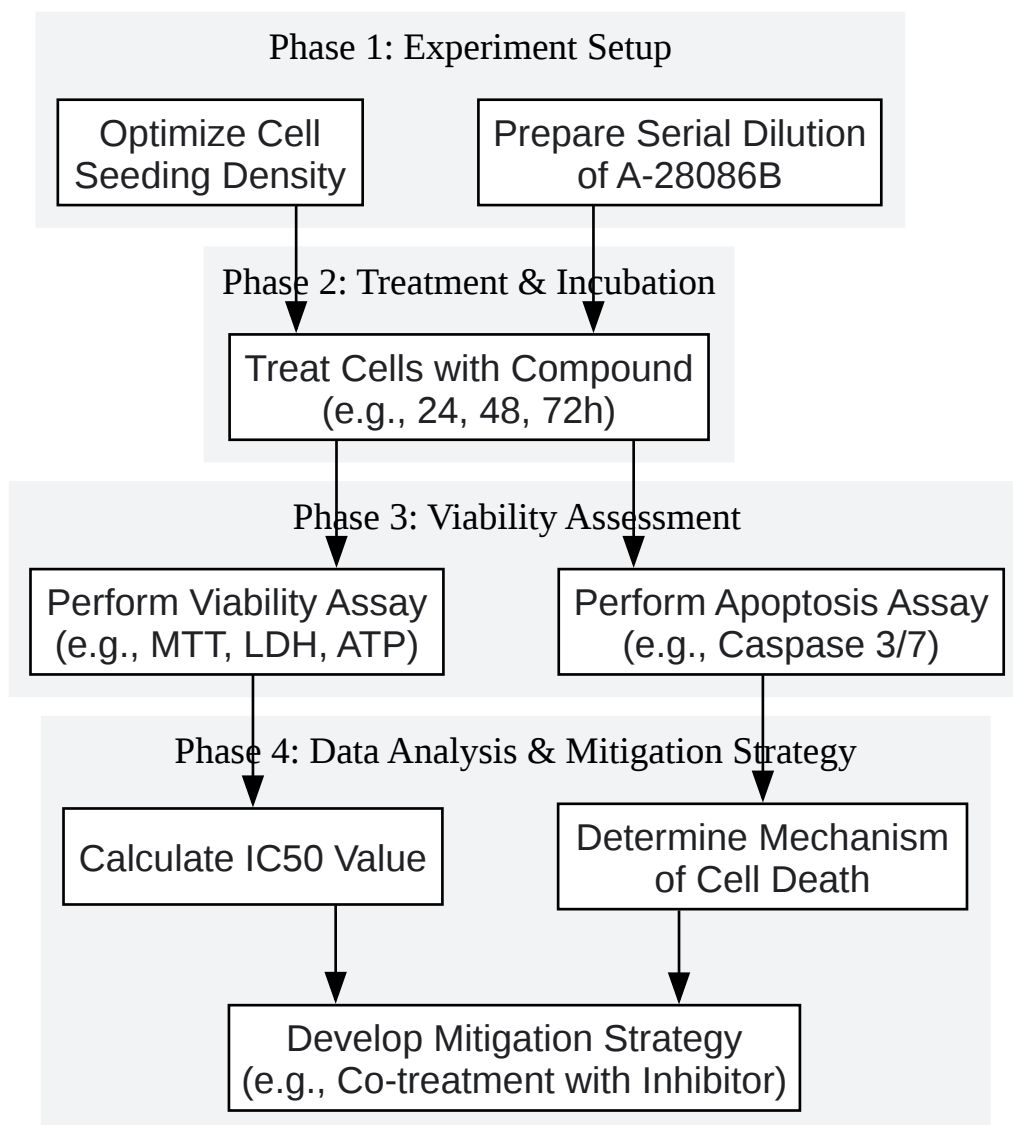 Phase 1: Experiment Setup
Optimize Cell
Seeding Density
Prepare Serial Dilution
of A-28086B
Phase 2: Treatment & Incubation
Treat Cells with Compound
(e.g., 24, 48, 72h)
Phase 3: Viability Assessment
Perform Viability Assay
(e.g., MTT, LDH, ATP)
Perform Apoptosis Assay
(e.g., Caspase 3/7)
Phase 4: Data Analysis & Mitigation Strategy
Calculate IC50 Value
Determine Mechanism
of Cell Death
Develop Mitigation Strategy
(e.g., Co-treatment with Inhibitor)